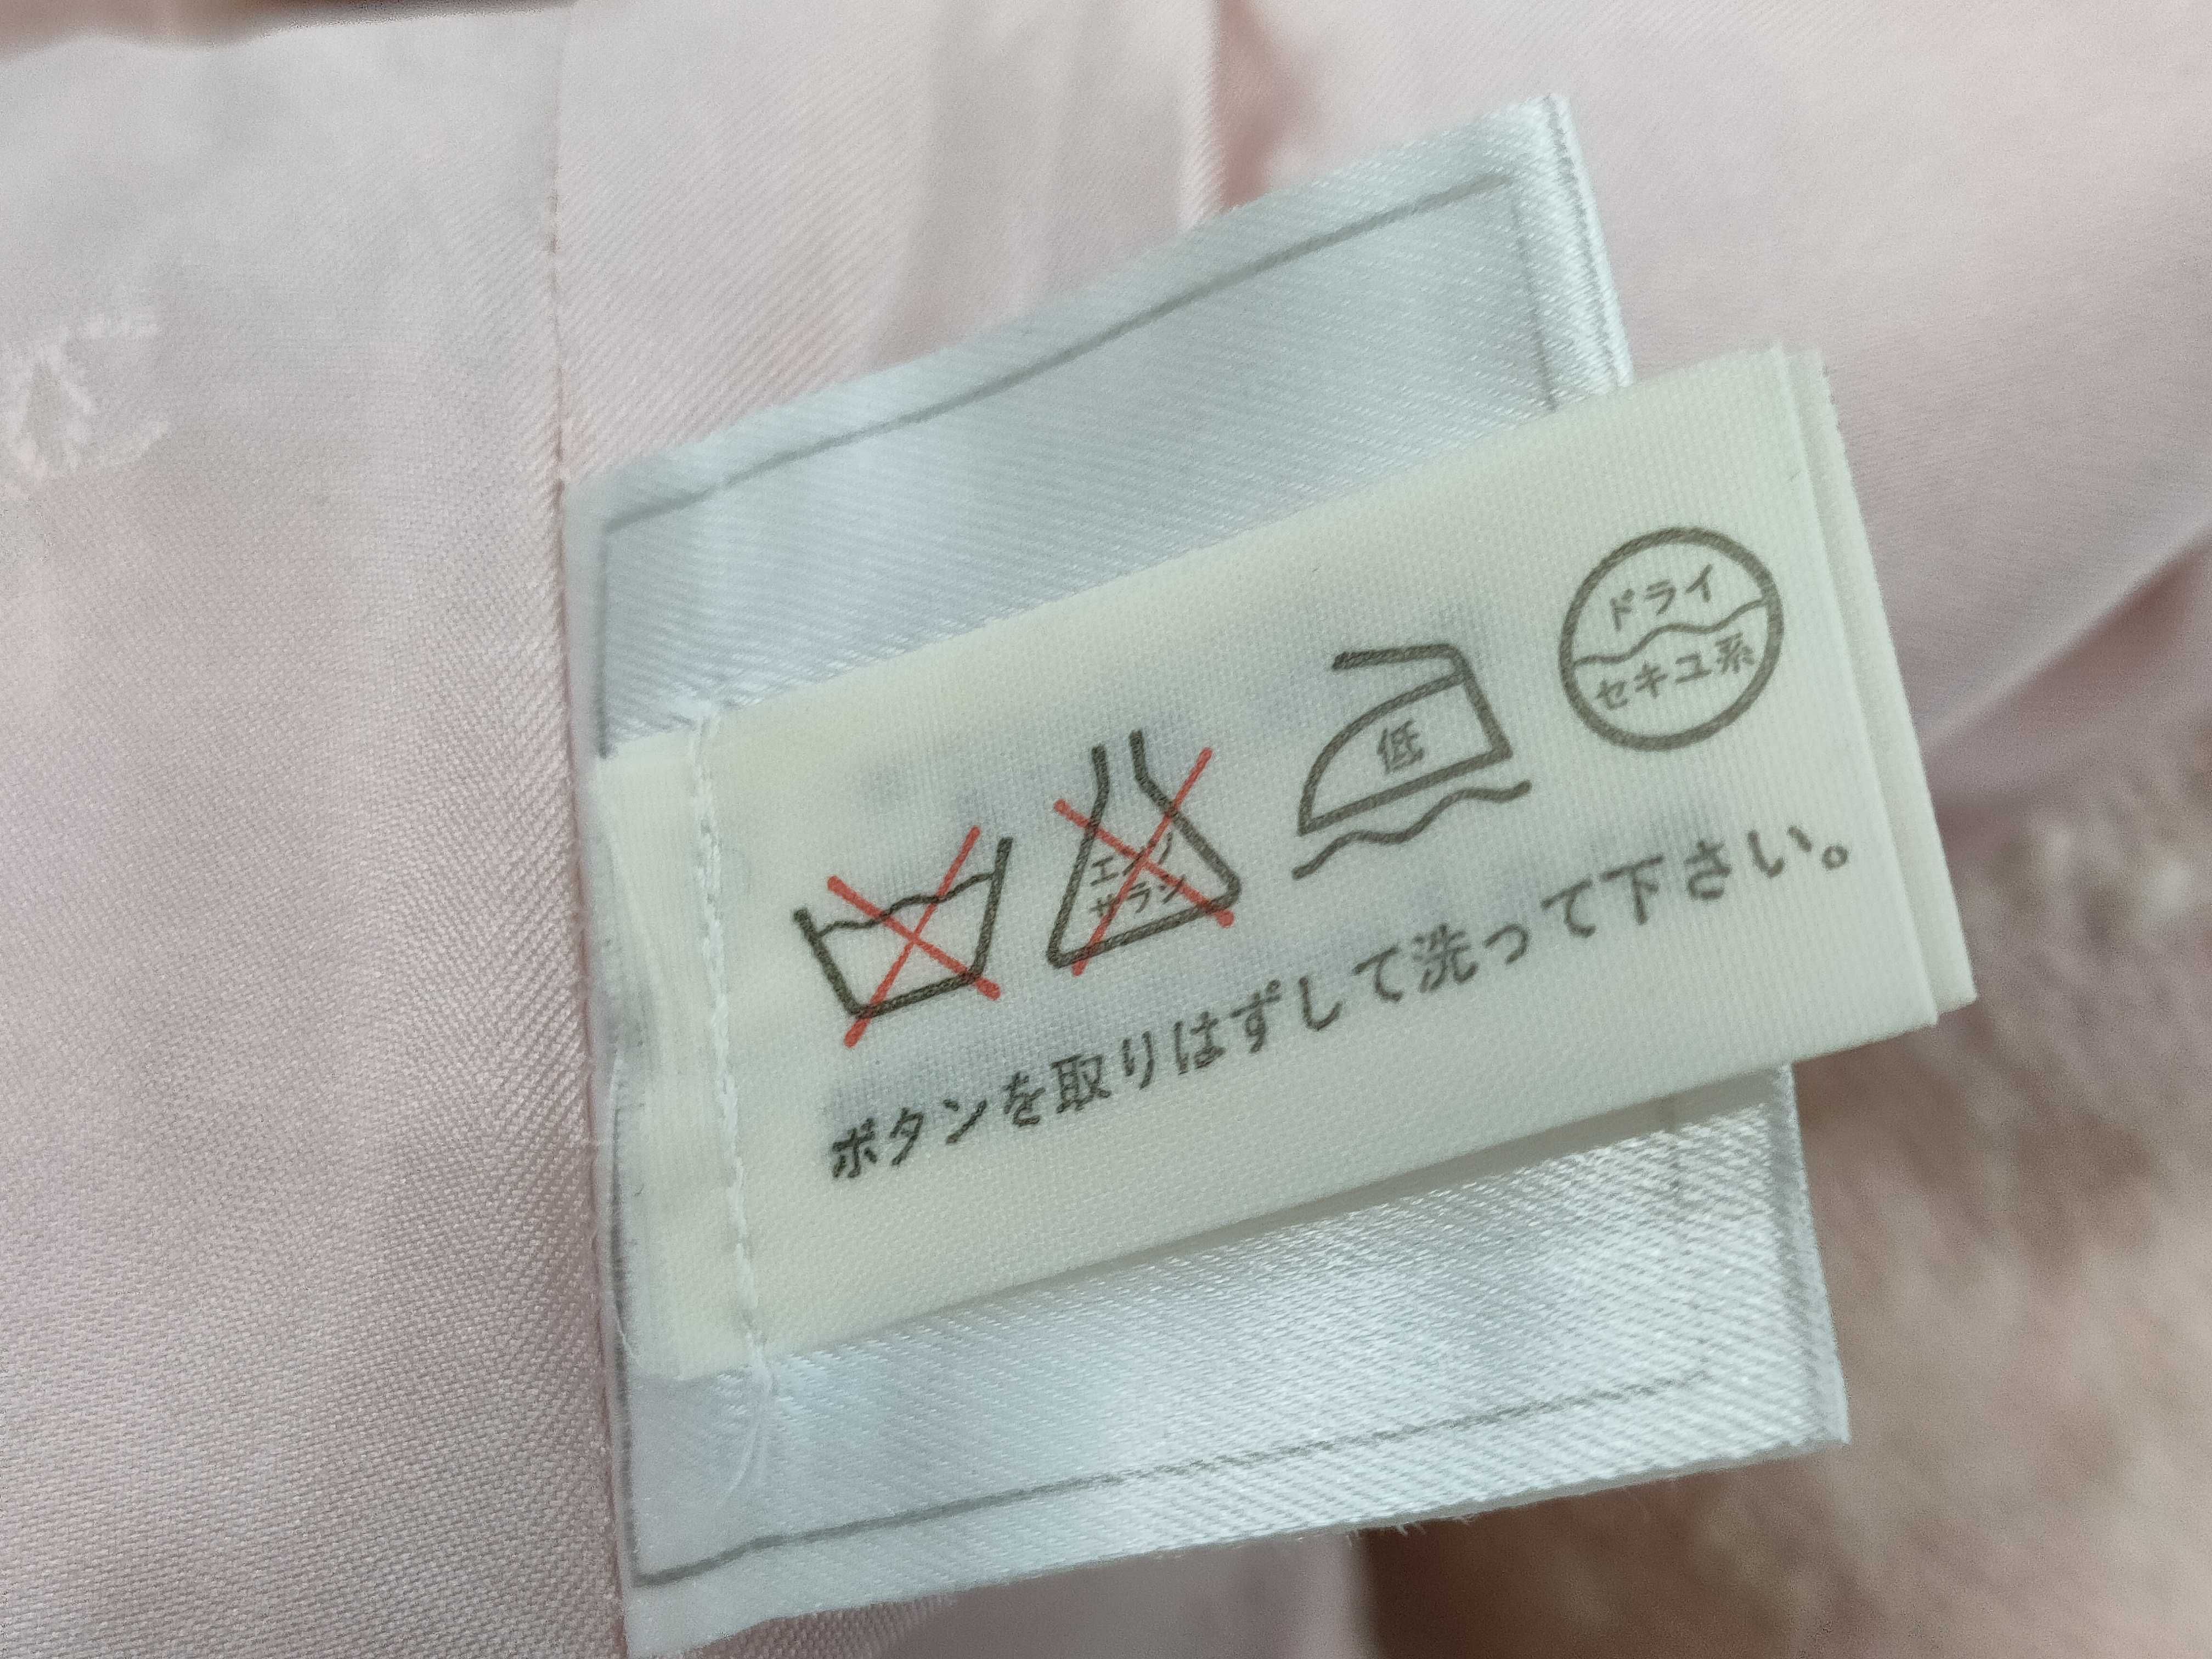 エンソ
サラシ
低
ドライ
セキユ系
ボタンを取りはずして洗って下さい。